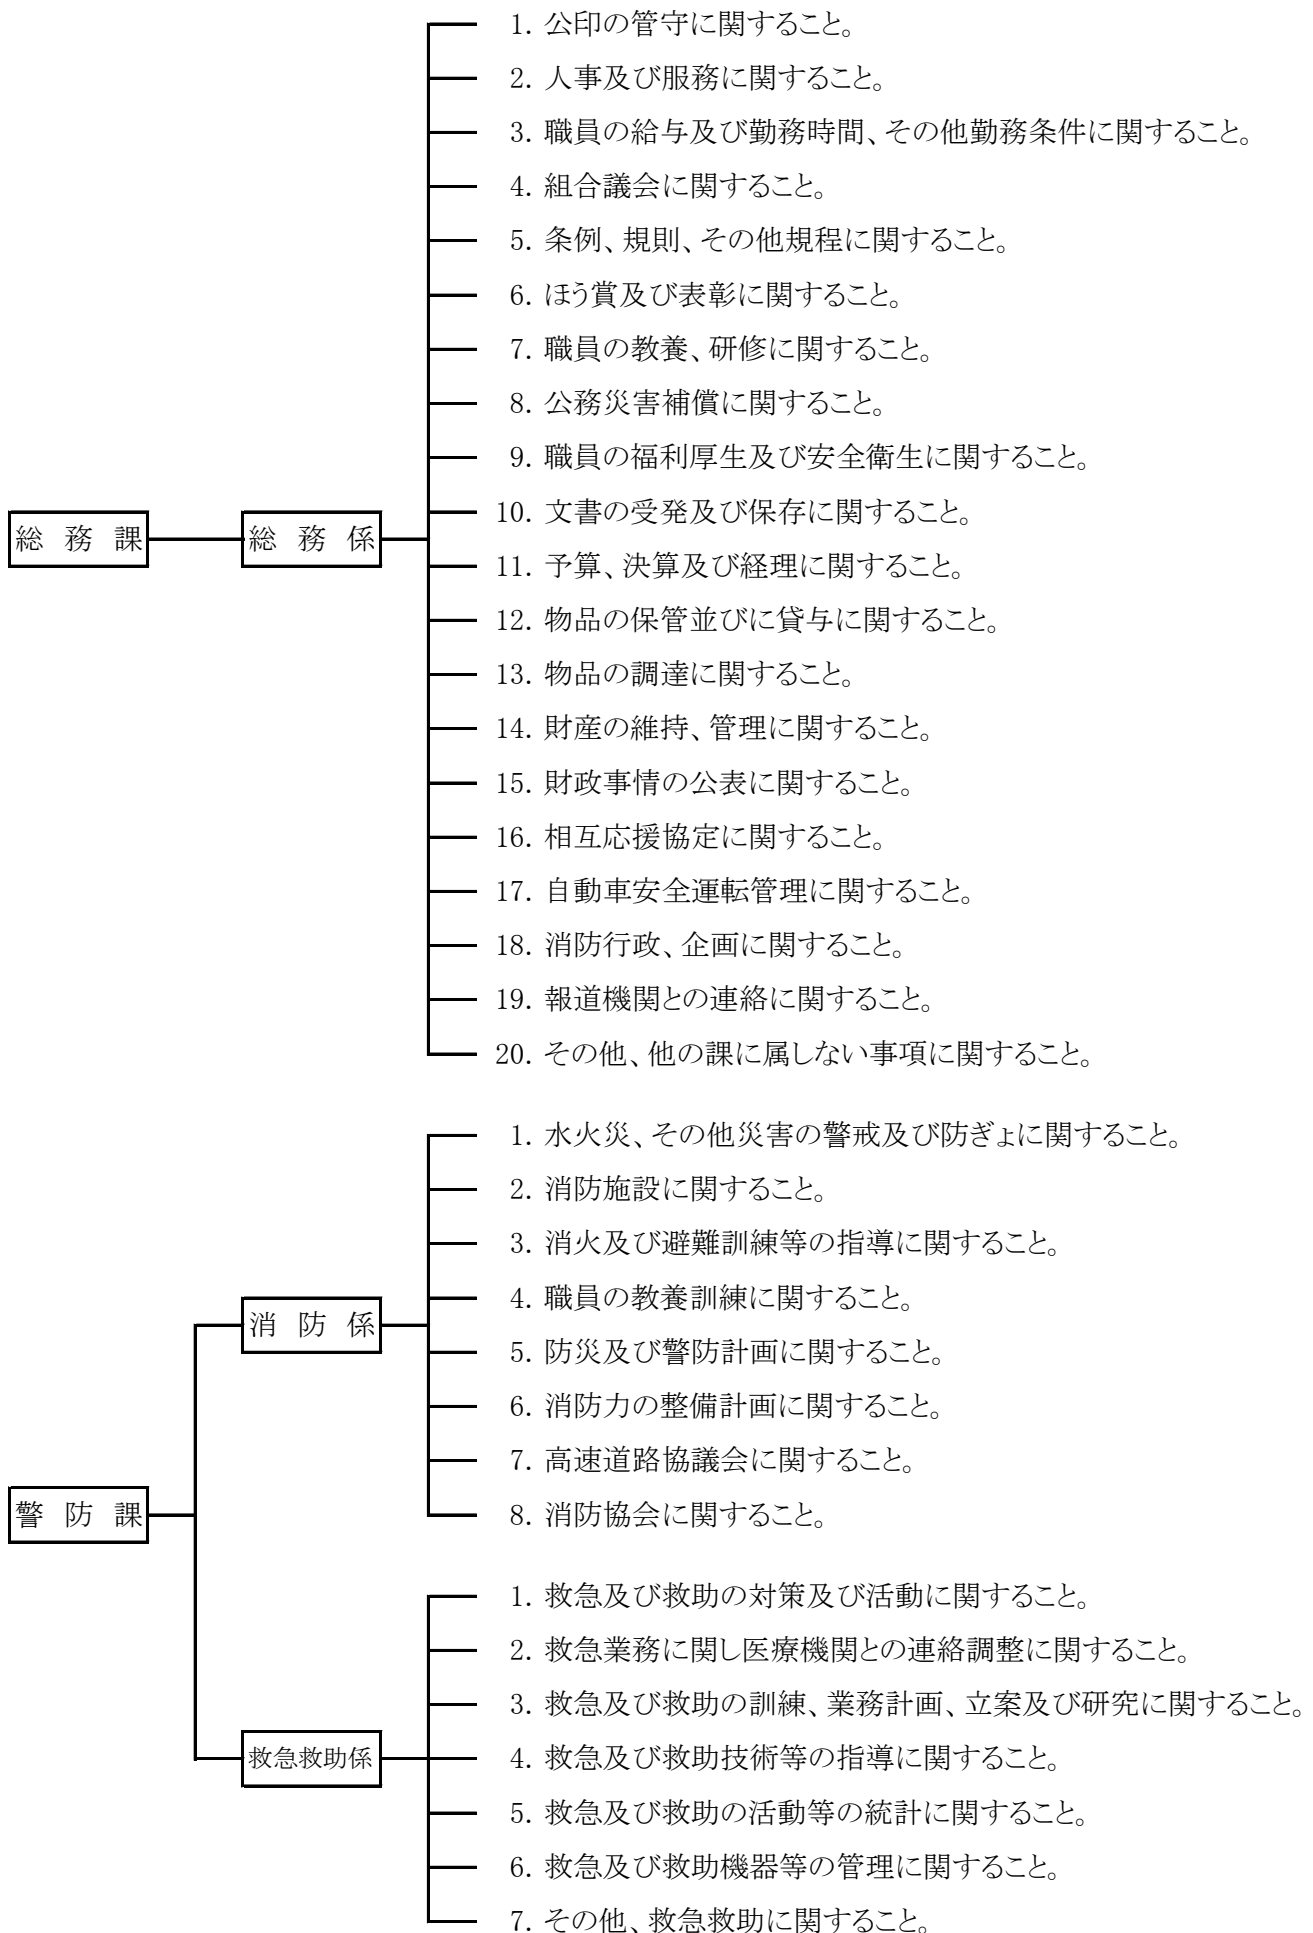 1. 公印の管守に関すること。
2. 人事及び服務に関すること。
3. 職員の給与及び勤務時間、その他勤務条件に関すること。
4. 組合議会に関すること。
5. 条例、規則、その他規程に関すること。
6. ほう賞及び表彰に関すること。
7. 職員の教養、研修に関すること。
8. 公務災害補償に関すること。
9. 職員の福利厚生及び安全衛生に関すること。
総務課
総務係
10. 文書の受発及び保存に関すること。
11. 予算、決算及び経理に関すること。
12. 物品の保管並びに貸与に関すること。
13. 物品の調達に関すること。
14. 財産の維持、管理に関すること。
15. 財政事情の公表に関すること。
16. 相互応援協定に関すること。
17. 自動車安全運転管理に関すること。
18. 消防行政、企画に関すること。
19. 報道機関との連絡に関すること。
20. その他、他の課に属しない事項に関すること。
1. 水火災、その他災害の警戒及び防ぎょに関すること。
2. 消防施設に関すること。
3. 消火及び避難訓練等の指導に関すること。
4. 職員の教養訓練に関すること。
消防係
5. 防災及び警防計画に関すること。
6. 消防力の整備計画に関すること。
7. 高速道路協議会に関すること。
警防課
8. 消防協会に関すること。
1. 救急及び救助の対策及び活動に関すること。
2. 救急業務に関し医療機関との連絡調整に関すること。
3. 救急及び救助の訓練、業務計画、立案及び研究に関すること。
救急救助係
4. 救急及び救助技術等の指導に関すること。
5. 救急及び救助の活動等の統計に関すること。
6. 救急及び救助機器等の管理に関すること。
7. その他、救急救助に関すること。